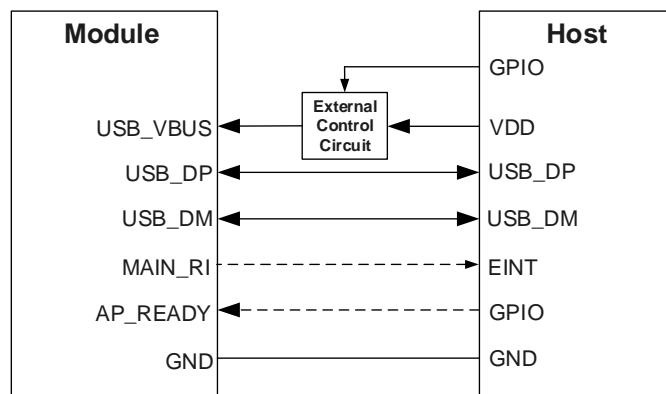 Module
Host
GPIO
External
Control
Circuit
USB_VBUS
VDD
USB_DP
USB_DP
USB_DM
USB_DM
MAIN_RI
EINT
AP_READY
GPIO
GND
GND